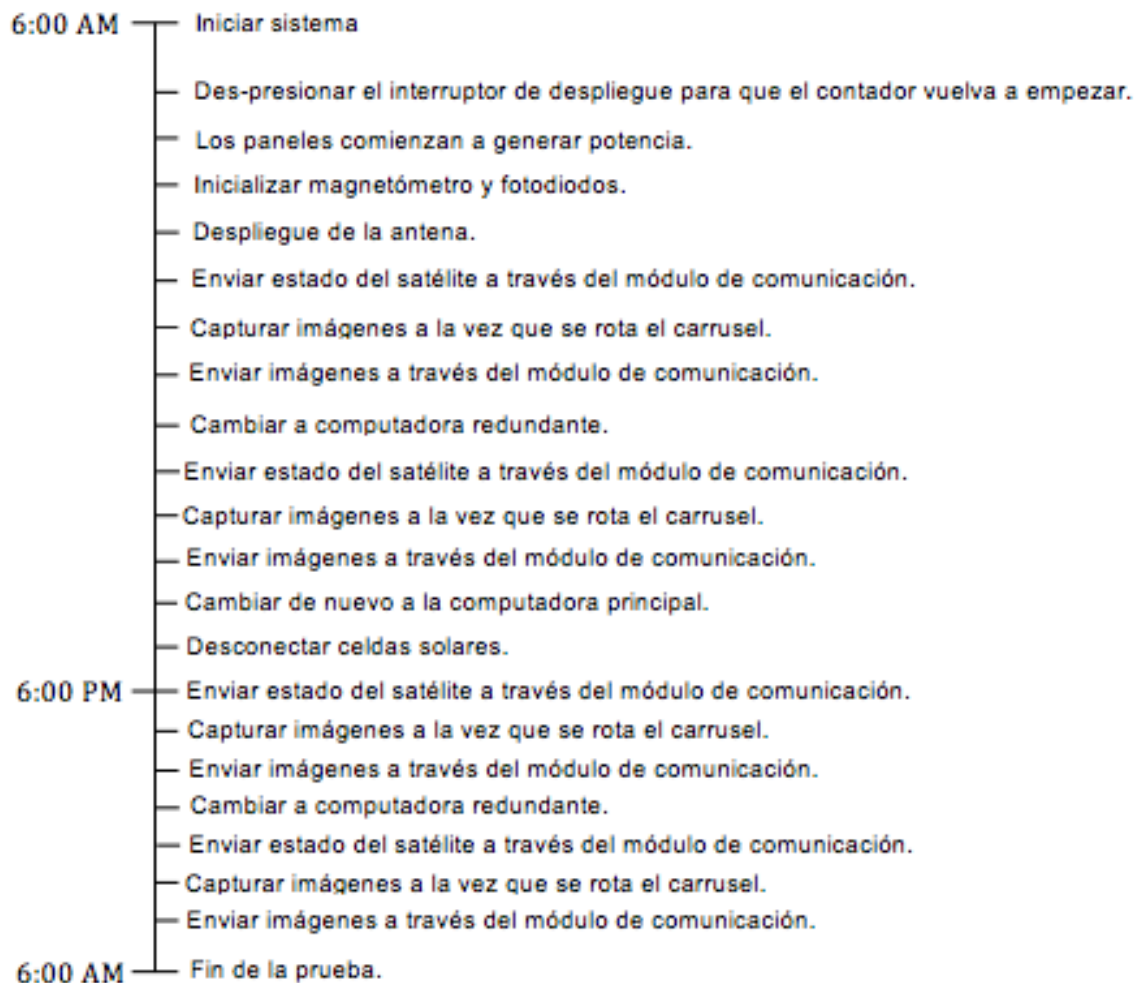 6:00 AM Iniciar sistema
Des-presionar el interruptor de despliegue para que el contador vuelva a empezar.
Los paneles comienzan a generar potencia.
Inicializar magnetómetro y fotodiodos.
Despliegue de la antena.
Enviar estado del satélite a través del módulo de comunicación.
Capturar imágenes a la vez que se rota el carrusel.
Enviar imágenes a través del módulo de comunicación.
Cambiar a computadora redundante.
Enviar estado del satélite a través del módulo de comunicación.
Capturar imágenes a la vez que se rota el carrusel.
Enviar imágenes a través del módulo de comunicación.
Cambiar de nuevo a la computadora principal.
Desconectar celdas solares.
6:00 PM Enviar estado del satélite a través del módulo de comunicación.
Capturar imágenes a la vez que se rota el carrusel.
Enviar imágenes a través del módulo de comunicación.
Cambiar a computadora redundante.
Enviar estado del satélite a través del módulo de comunicación.
Capturar imágenes a la vez que se rota el carrusel.
Enviar imágenes a través del módulo de comunicación.
6:00 AM Fin de la prueba.